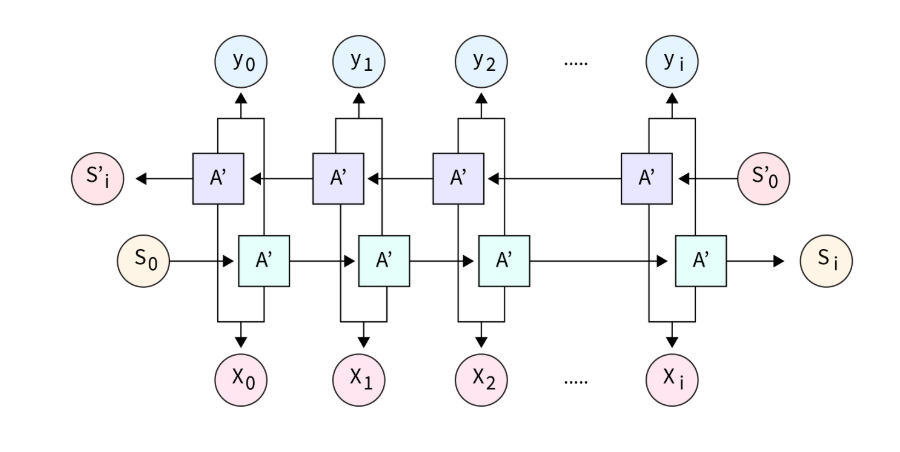 y0 y1 y2 ..... yi
S'i A' A' A' A' S'0
S0 A' A' A' A' Si
X0 X1 X2 ..... Xi